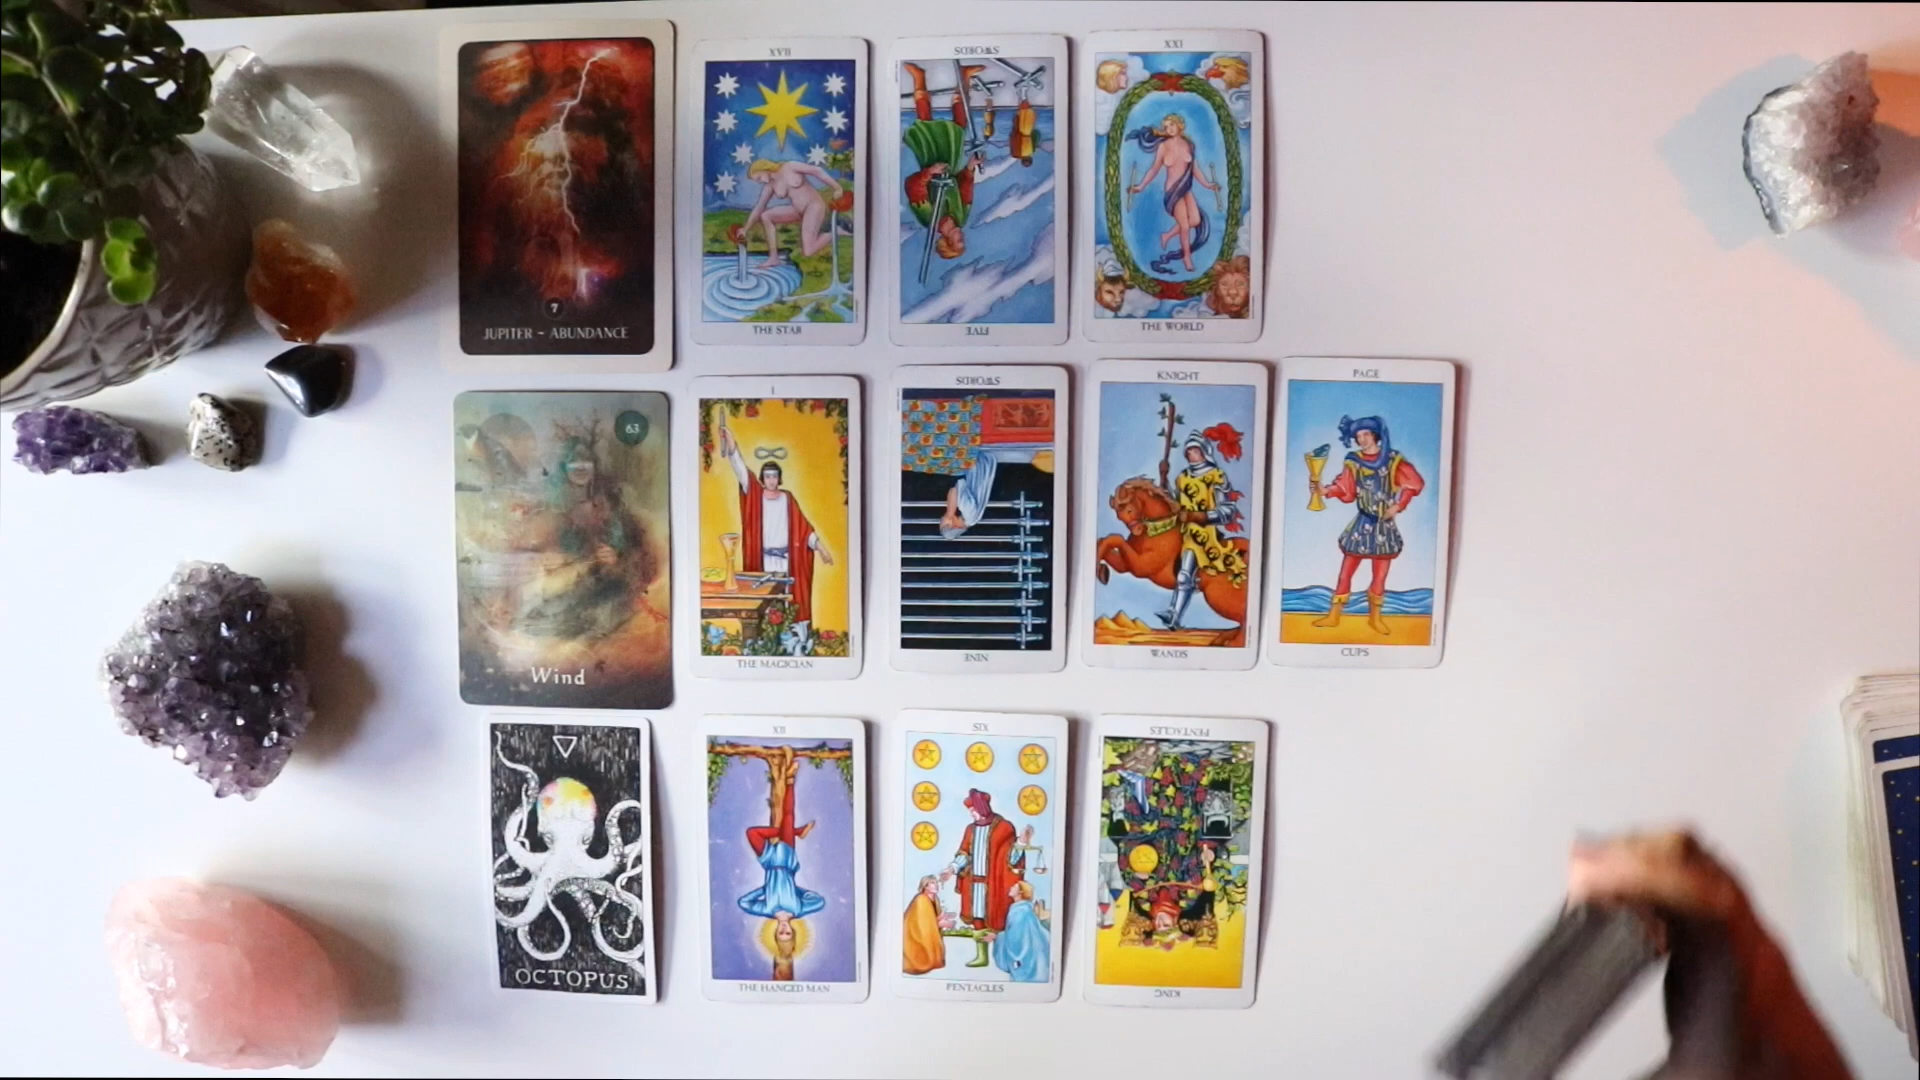 7
JUPITER ~ ABUNDANCE
XVII
THE STAR
SWORDS
FIVE
XXI
THE WORLD
63
Wind
I
THE MAGICIAN
SWORDS
NINE
KNIGHT
WANDS
PAGE
CUPS
OCTOPUS
XII
THE HANGED MAN
SIX
PENTACLES
PENTACLES
KING